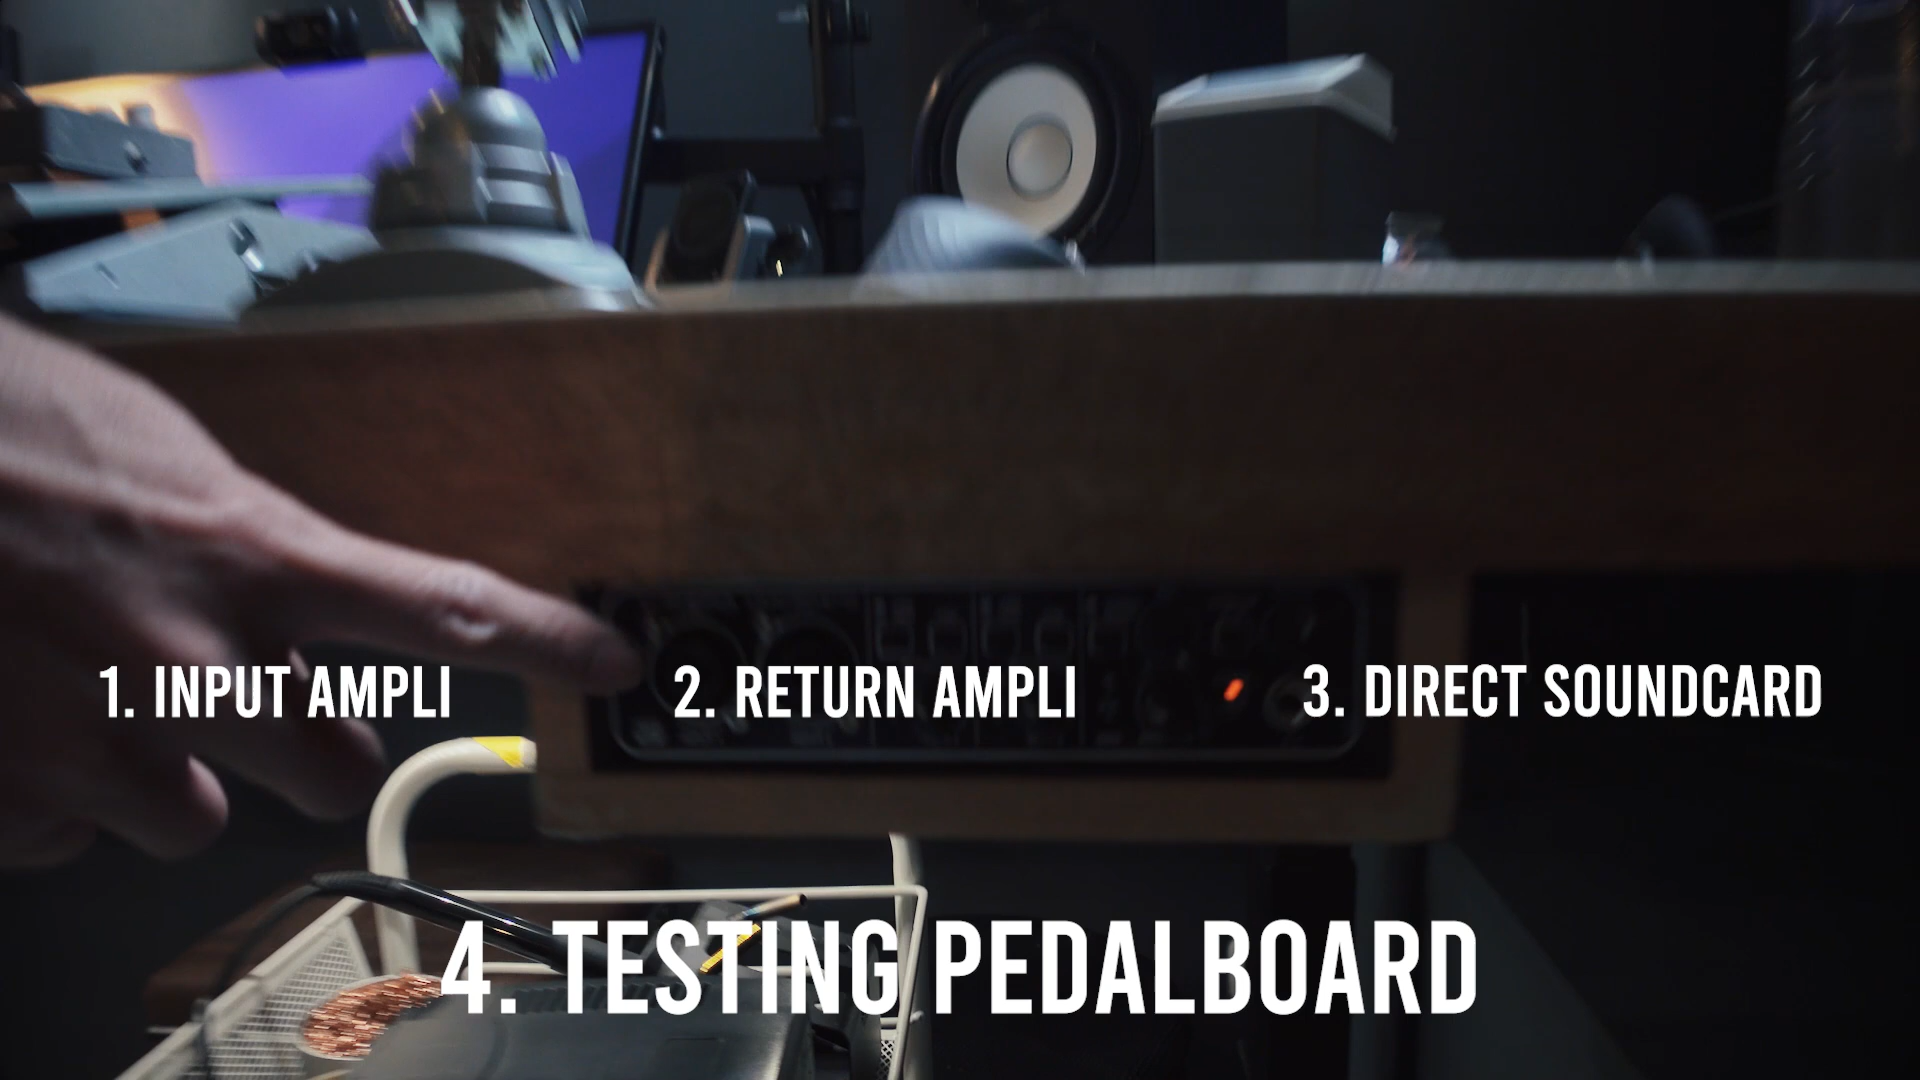 1. INPUT AMPLI
2. RETURN AMPLI
3. DIRECT SOUNDCARD
4. TESTING PEDALBOARD